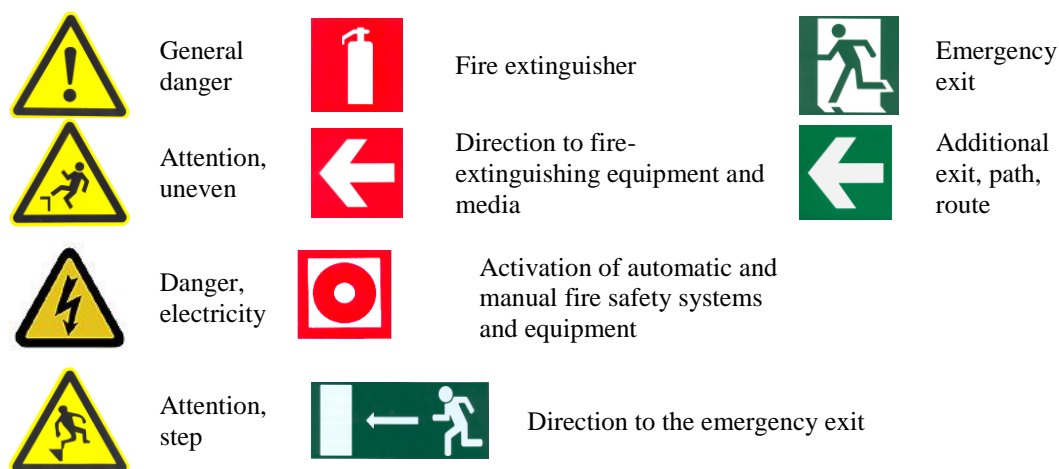 General
danger
Fire extinguisher
Emergency
exit
Attention,
uneven
Direction to fire-
extinguishing equipment and
media
Additional
exit, path,
route
Danger,
electricity
Activation of automatic and
manual fire safety systems
and equipment
Attention,
step
Direction to the emergency exit